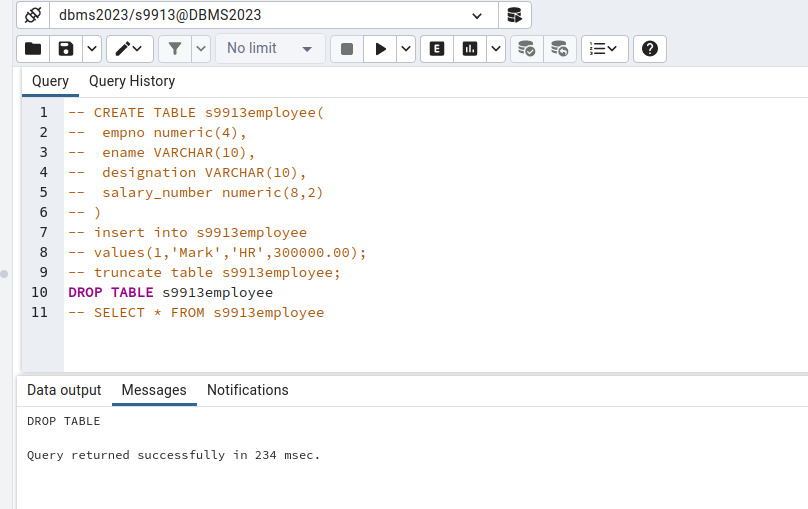 dbms2023/s9913@DBMS2023
No limit
E
Query Query History
1 -- CREATE TABLE s9913employee(
2 --  empno numeric(4),
3 --  ename VARCHAR(10),
4 --  designation VARCHAR(10),
5 --  salary_number numeric(8,2)
6 -- )
7 -- insert into s9913employee
8 -- values(1,'Mark','HR',300000.00);
9 -- truncate table s9913employee;
10 DROP TABLE s9913employee
11 -- SELECT * FROM s9913employee
Data output Messages Notifications
DROP TABLE
Query returned successfully in 234 msec.